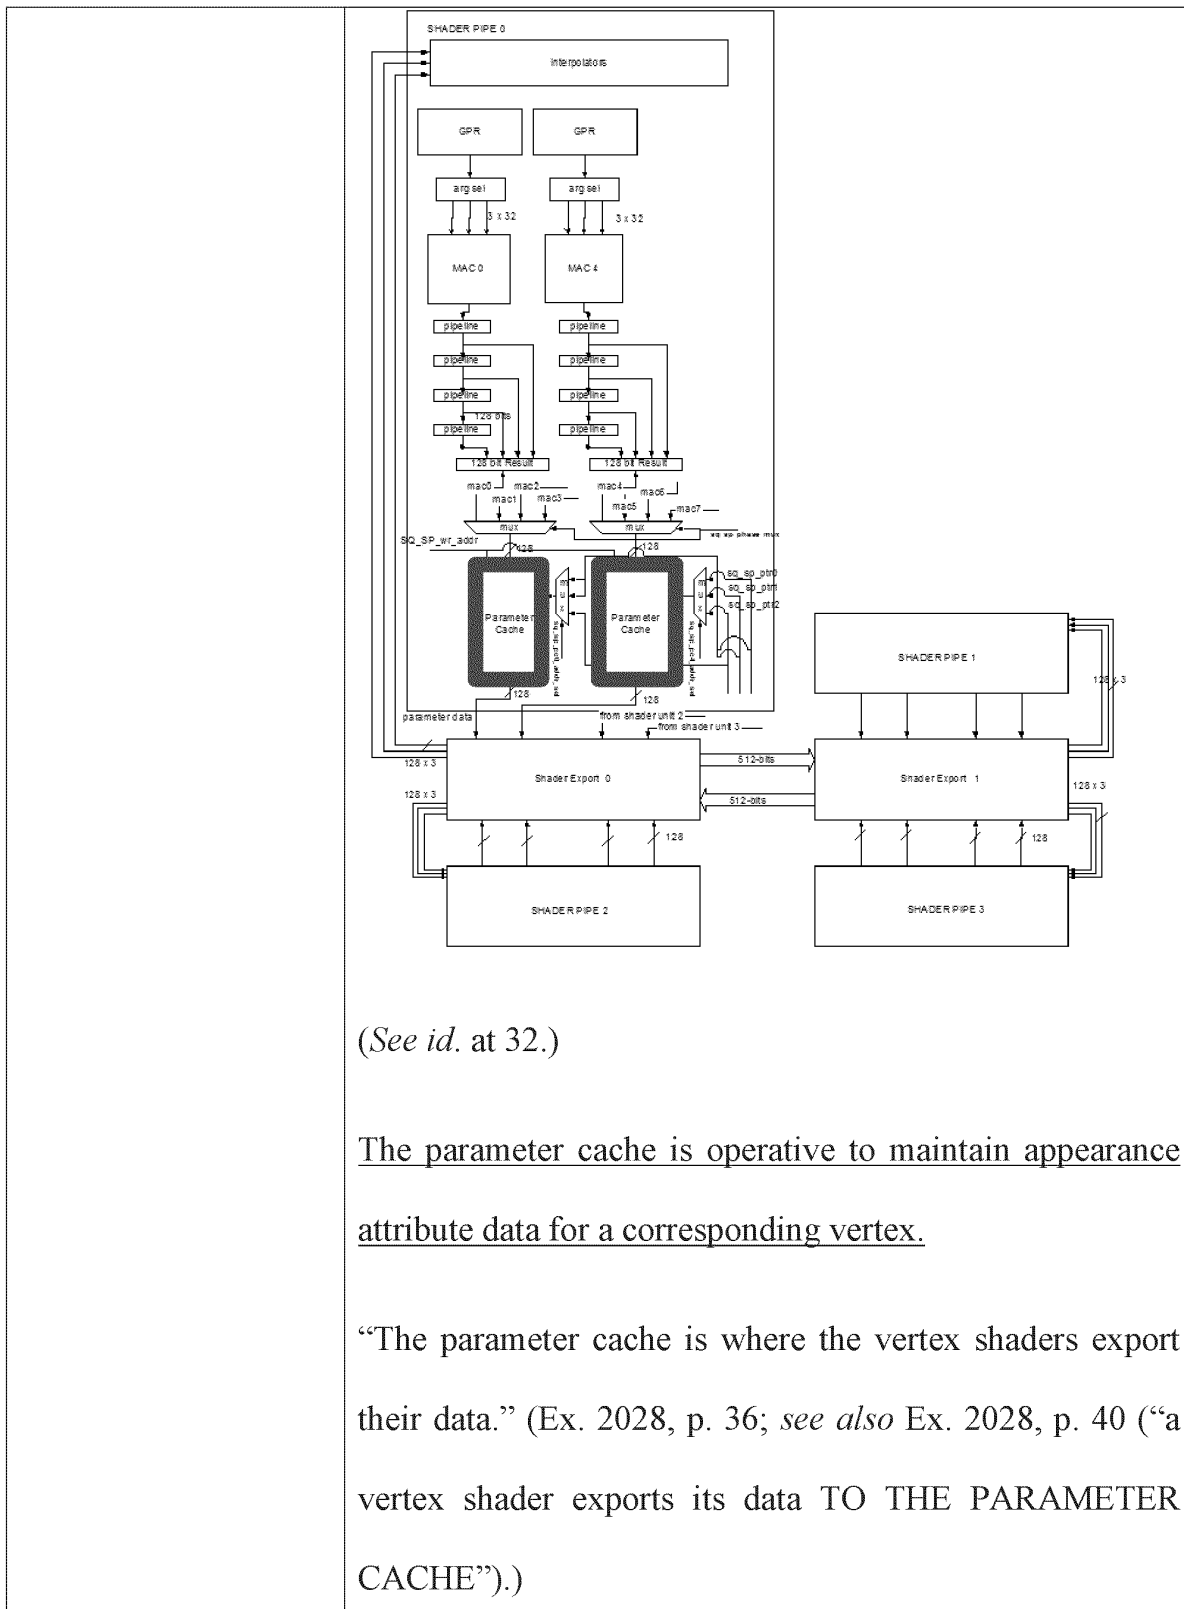 SHADER PIPE 0
Interpolators
GPR
GPR
arg sel
arg sel
3 x 32
3 x 32
MAC 0
MAC 4
pipeline
pipeline
pipeline
pipeline
pipeline
pipeline
128 bits
pipeline
pipeline
128 bit Result
128 bit Result
mac0
mac2
mac1
mac3
mac4
mac6
mac5
mac7
mux
mux
SQ_SP_wr_addr
128
128
mux
mux
sq_sp_ptr0
sq_sp_ptr1
sq_sp_ptr2
Parameter
Cache
Parameter
Cache
SHADER PIPE 1
128 x 3
128
128
parameter data
from shader unit 2
from shader unit 3
128 x 3
Shader Export 0
512-bits
512-bits
Shader Export 1
128 x 3
128 x 3
128
128
SHADER PIPE 2
SHADER PIPE 3
(See id. at 32.)
The parameter cache is operative to maintain appearance
attribute data for a corresponding vertex.
“The parameter cache is where the vertex shaders export
their data.” (Ex. 2028, p. 36; see also Ex. 2028, p. 40 (“a
vertex shader exports its data TO THE PARAMETER
CACHE”).)